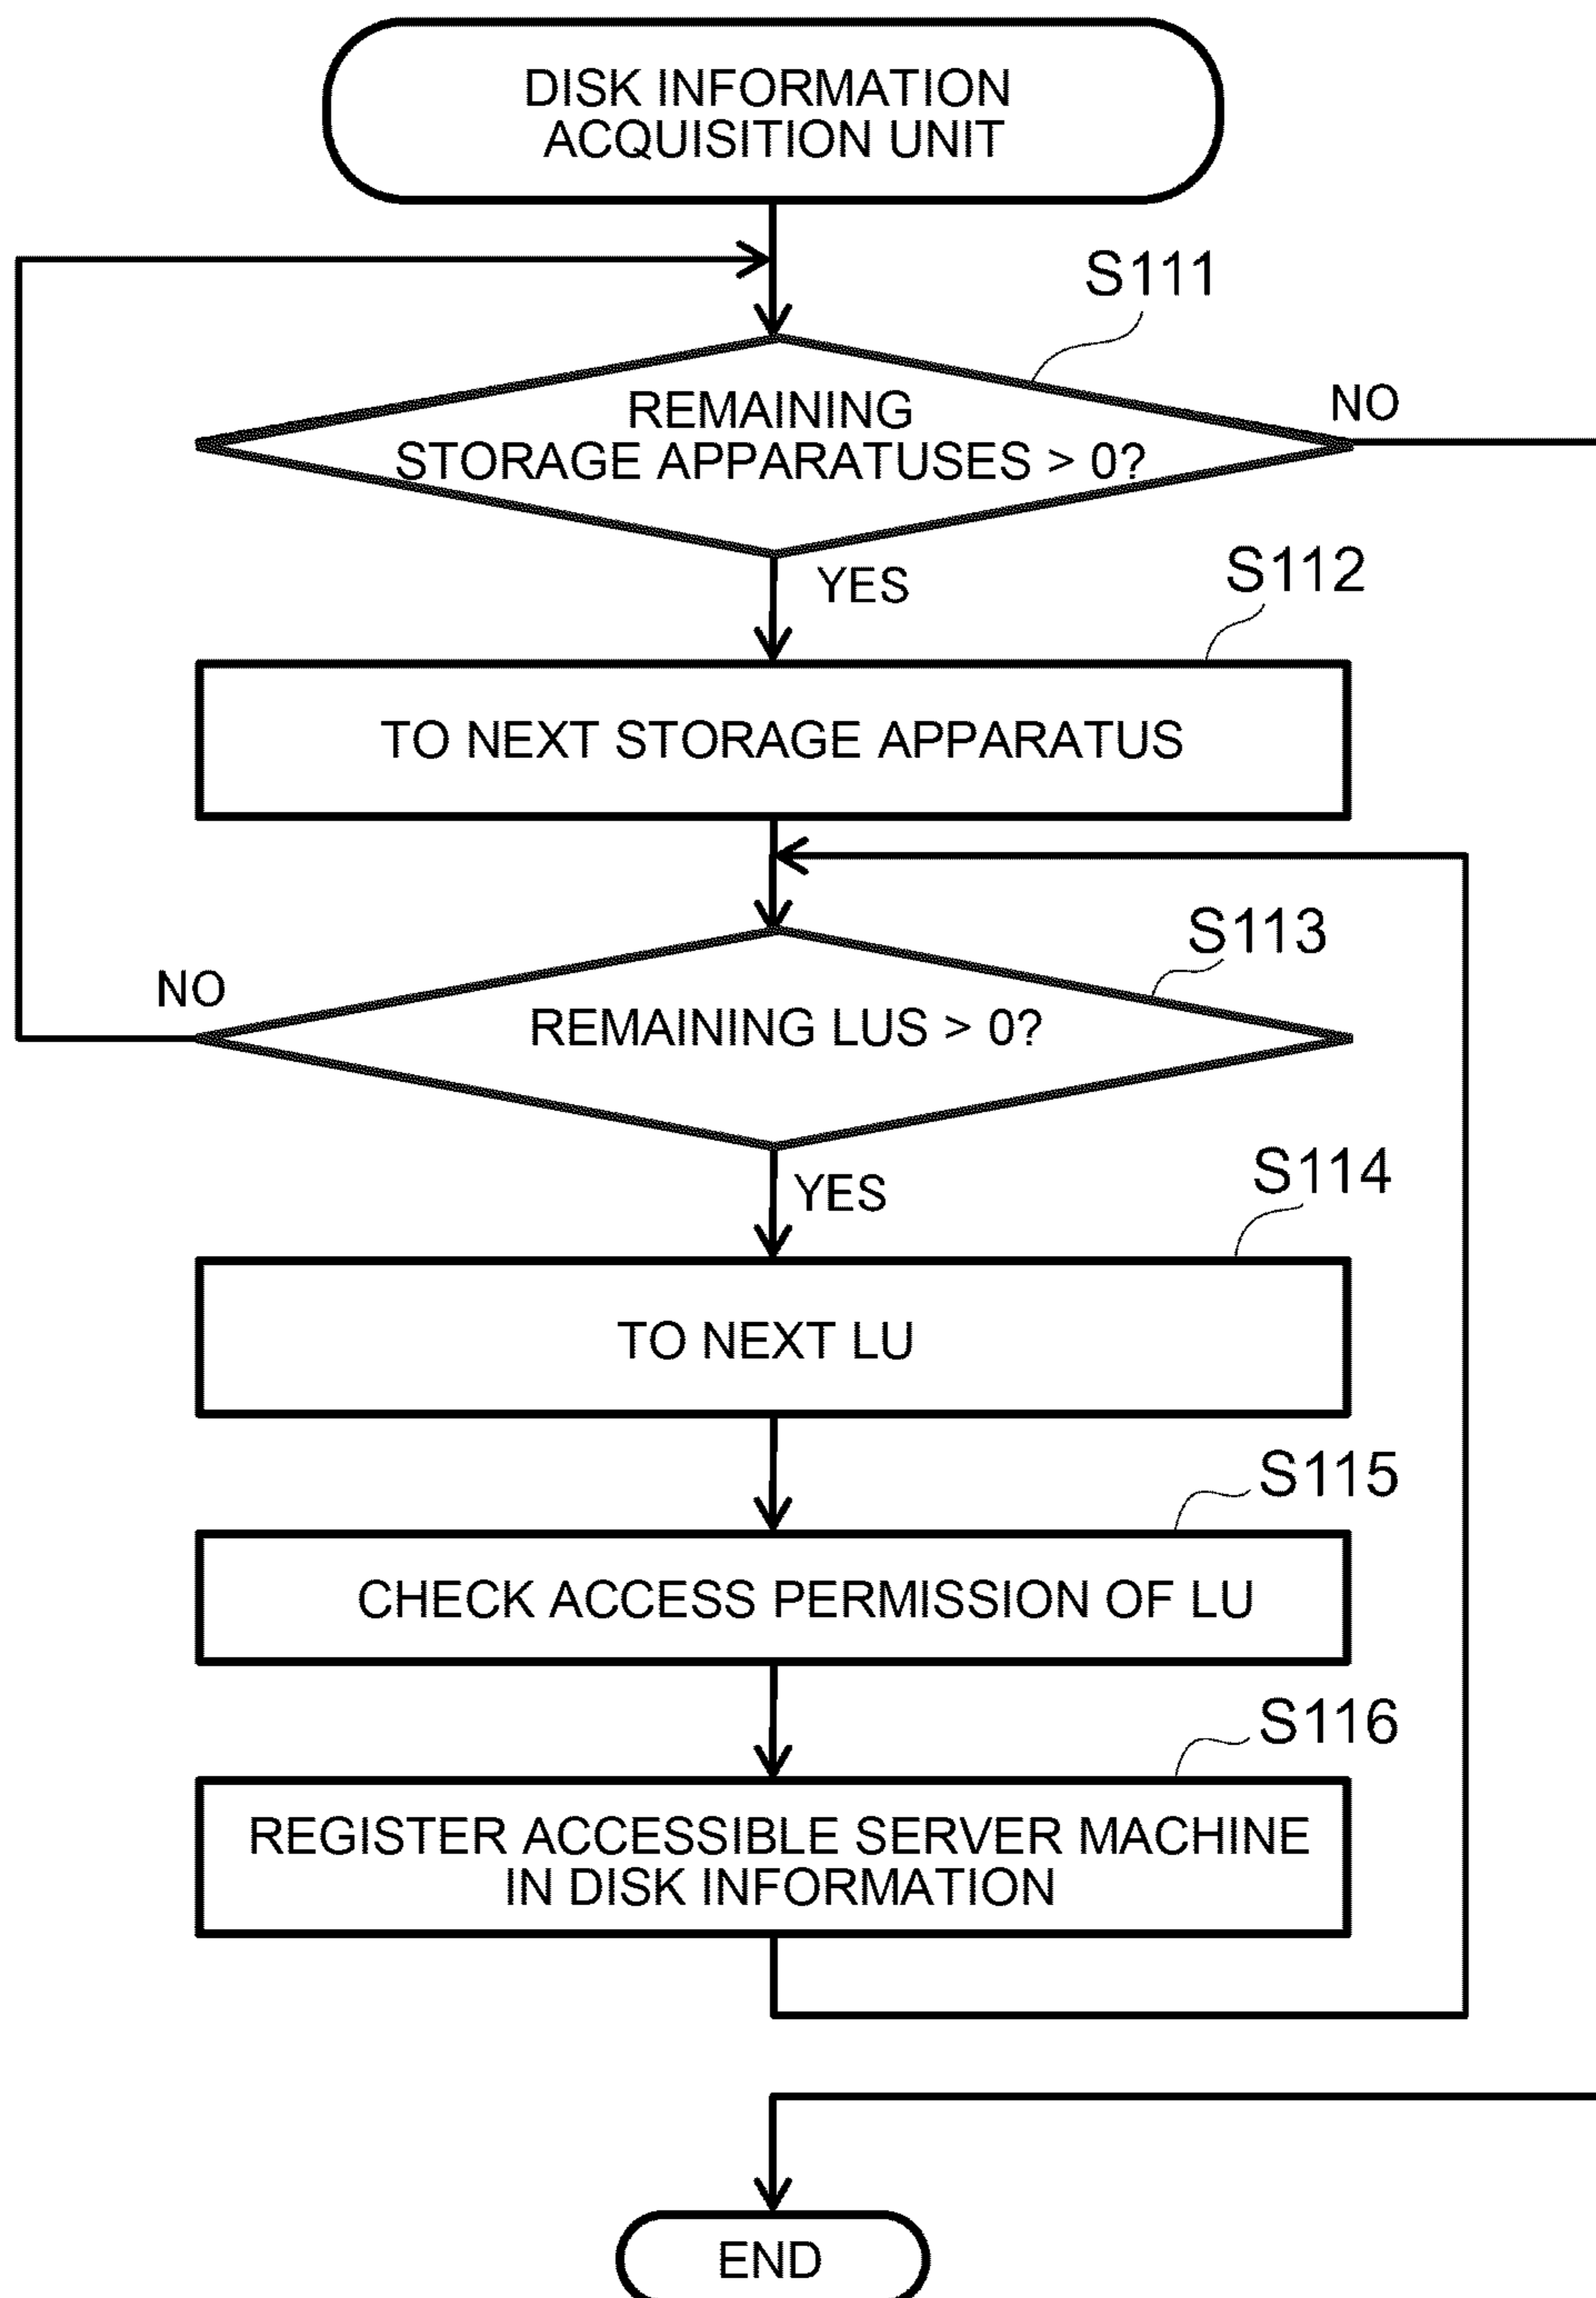 DISK INFORMATION
ACQUISITION UNIT
S111
REMAINING
STORAGE APPARATUSES > 0?
NO
YES
S112
TO NEXT STORAGE APPARATUS
S113
NO
REMAINING LUS > 0?
YES
S114
TO NEXT LU
S115
CHECK ACCESS PERMISSION OF LU
S116
REGISTER ACCESSIBLE SERVER MACHINE
IN DISK INFORMATION
END